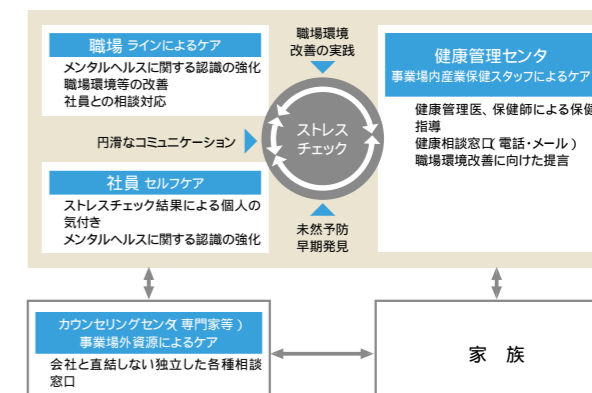 職場 ラインによるケア
メンタルヘルスに関する認識の強化
職場環境等の改善
社員との相談対応
円滑なコミュニケーション
社員 セルフケア
ストレスチェック結果による個人の
気付き
メンタルヘルスに関する認識の強化
職場環境
改善の実践
ストレス
チェック
未然予防
早期発見
健康管理センタ
事業場内産業保健スタッフによるケア
健康管理医、保健師による保健
指導
健康相談窓口(電話・メール)
職場環境改善に向けた提言
カウンセリングセンタ(専門家等)
事業場外資源によるケア
会社と直結しない独立した各種相談
窓口
家 族